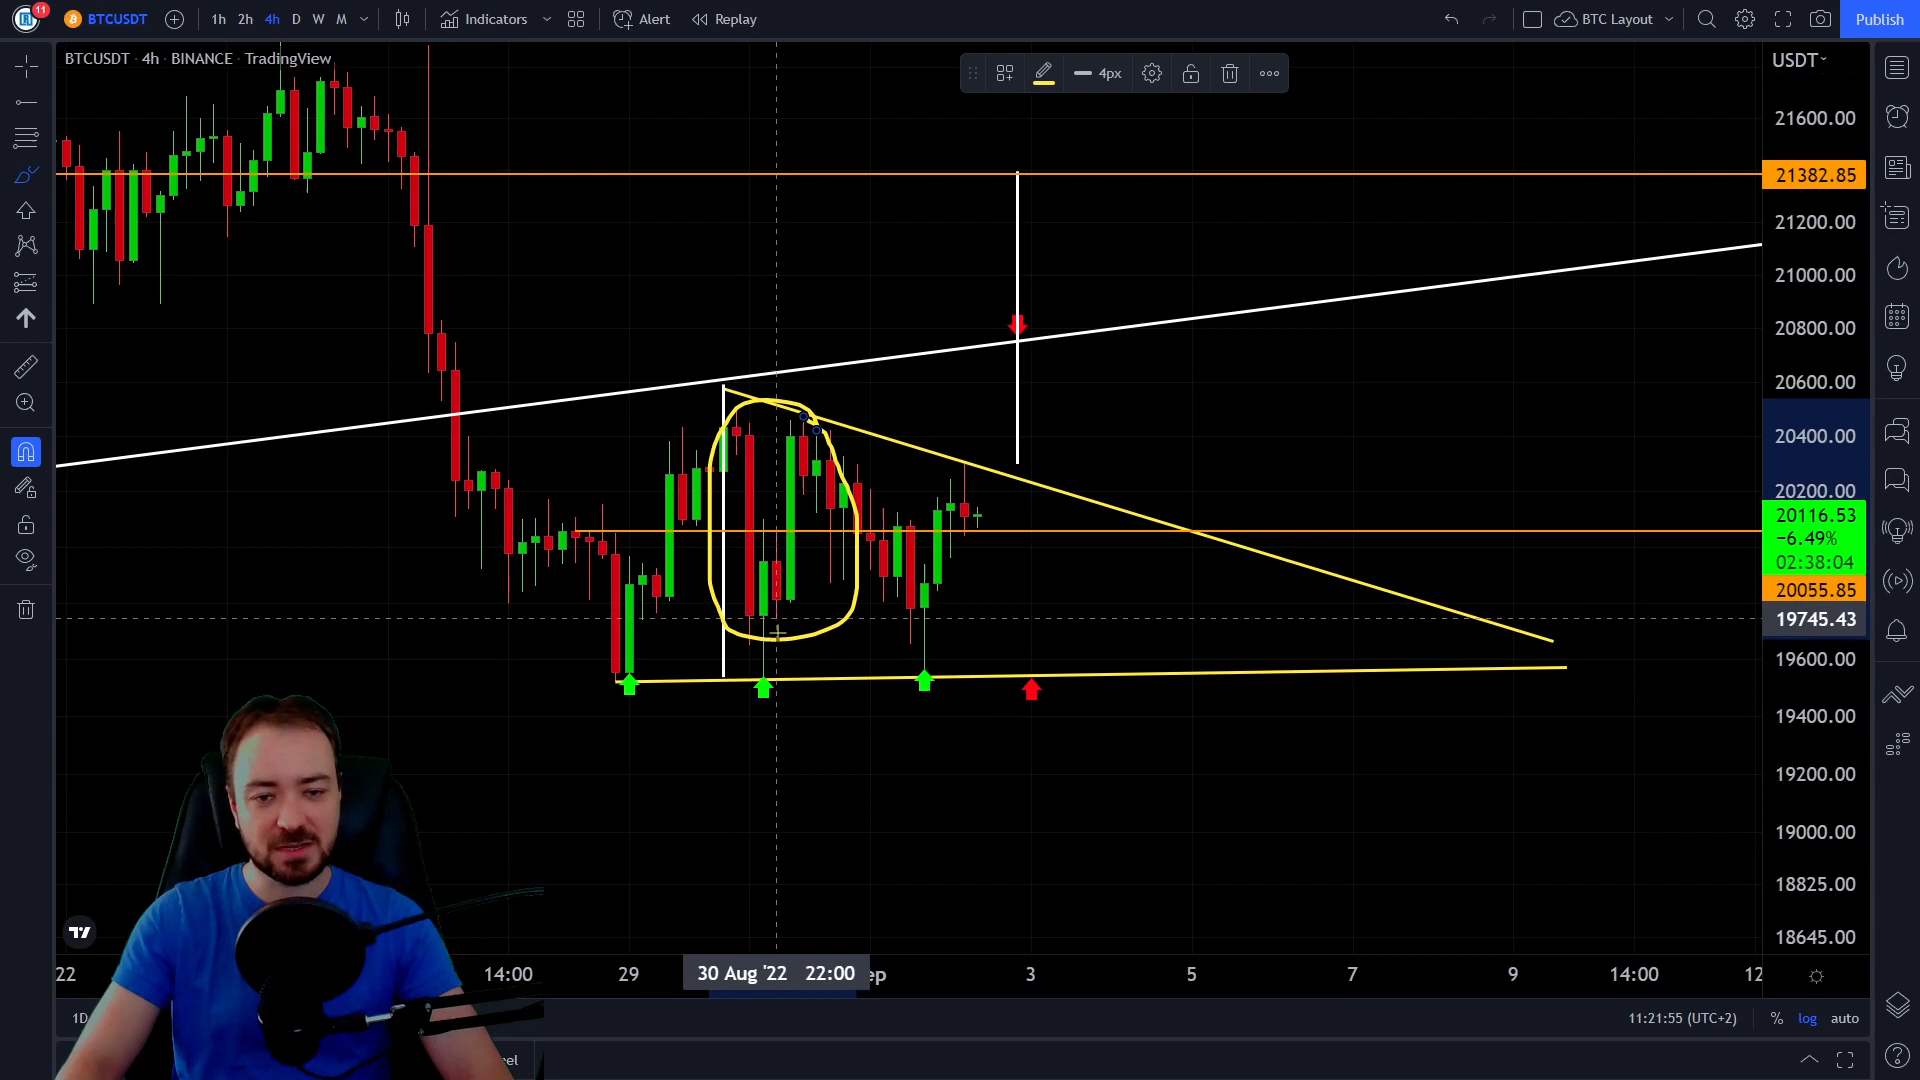 11
BTCUSDT
1h 2h 4h D W M
Indicators
Alert
Replay
BTC Layout
Publish
BTCUSDT · 4h · BINANCE · TradingView
4px
USDT
21600.00
21382.85
21200.00
21000.00
20800.00
20600.00
20400.00
20200.00
20116.53
−6.49%
02:38:04
20055.85
19745.43
19600.00
19400.00
19200.00
19000.00
18825.00
18645.00
22 14:00 29 30 Aug '22 22:00 ep 3 5 7 9 14:00 12
1D 11:21:55 (UTC+2) % log auto
el